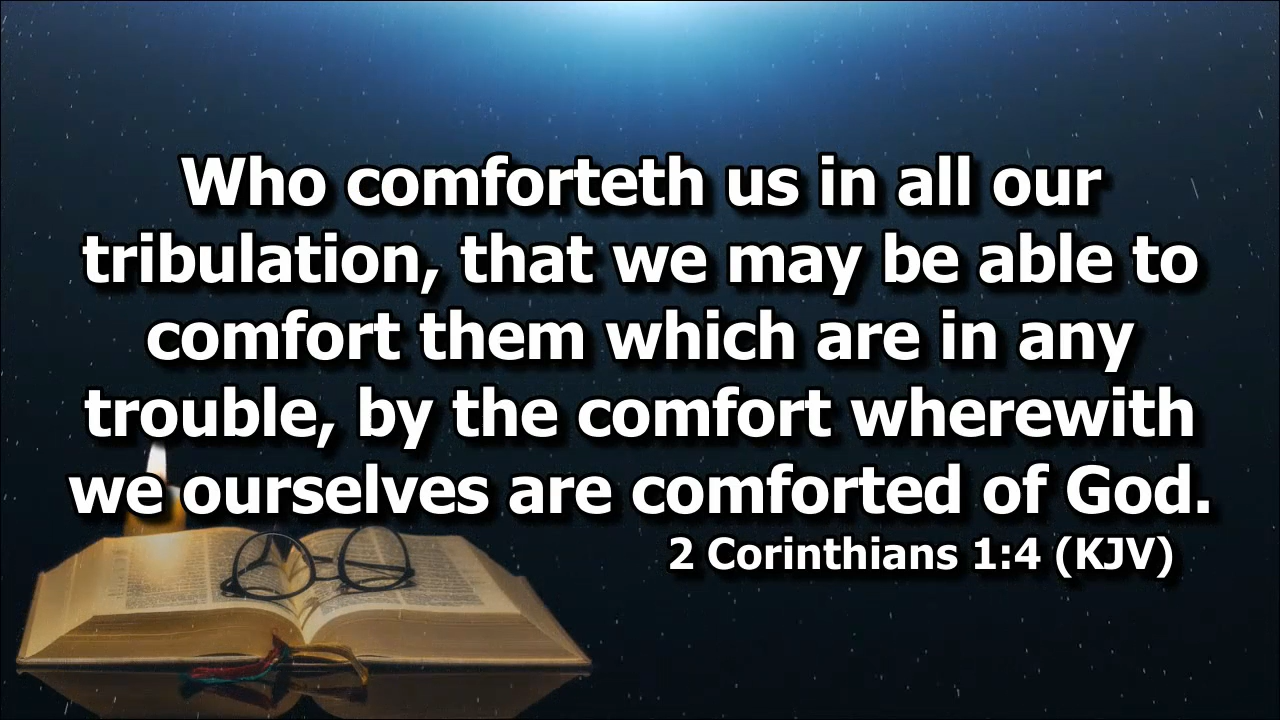 Who comforteth us in all our
tribulation, that we may be able to
comfort them which are in any
trouble, by the comfort wherewith
we ourselves are comforted of God.
2 Corinthians 1:4 (KJV)